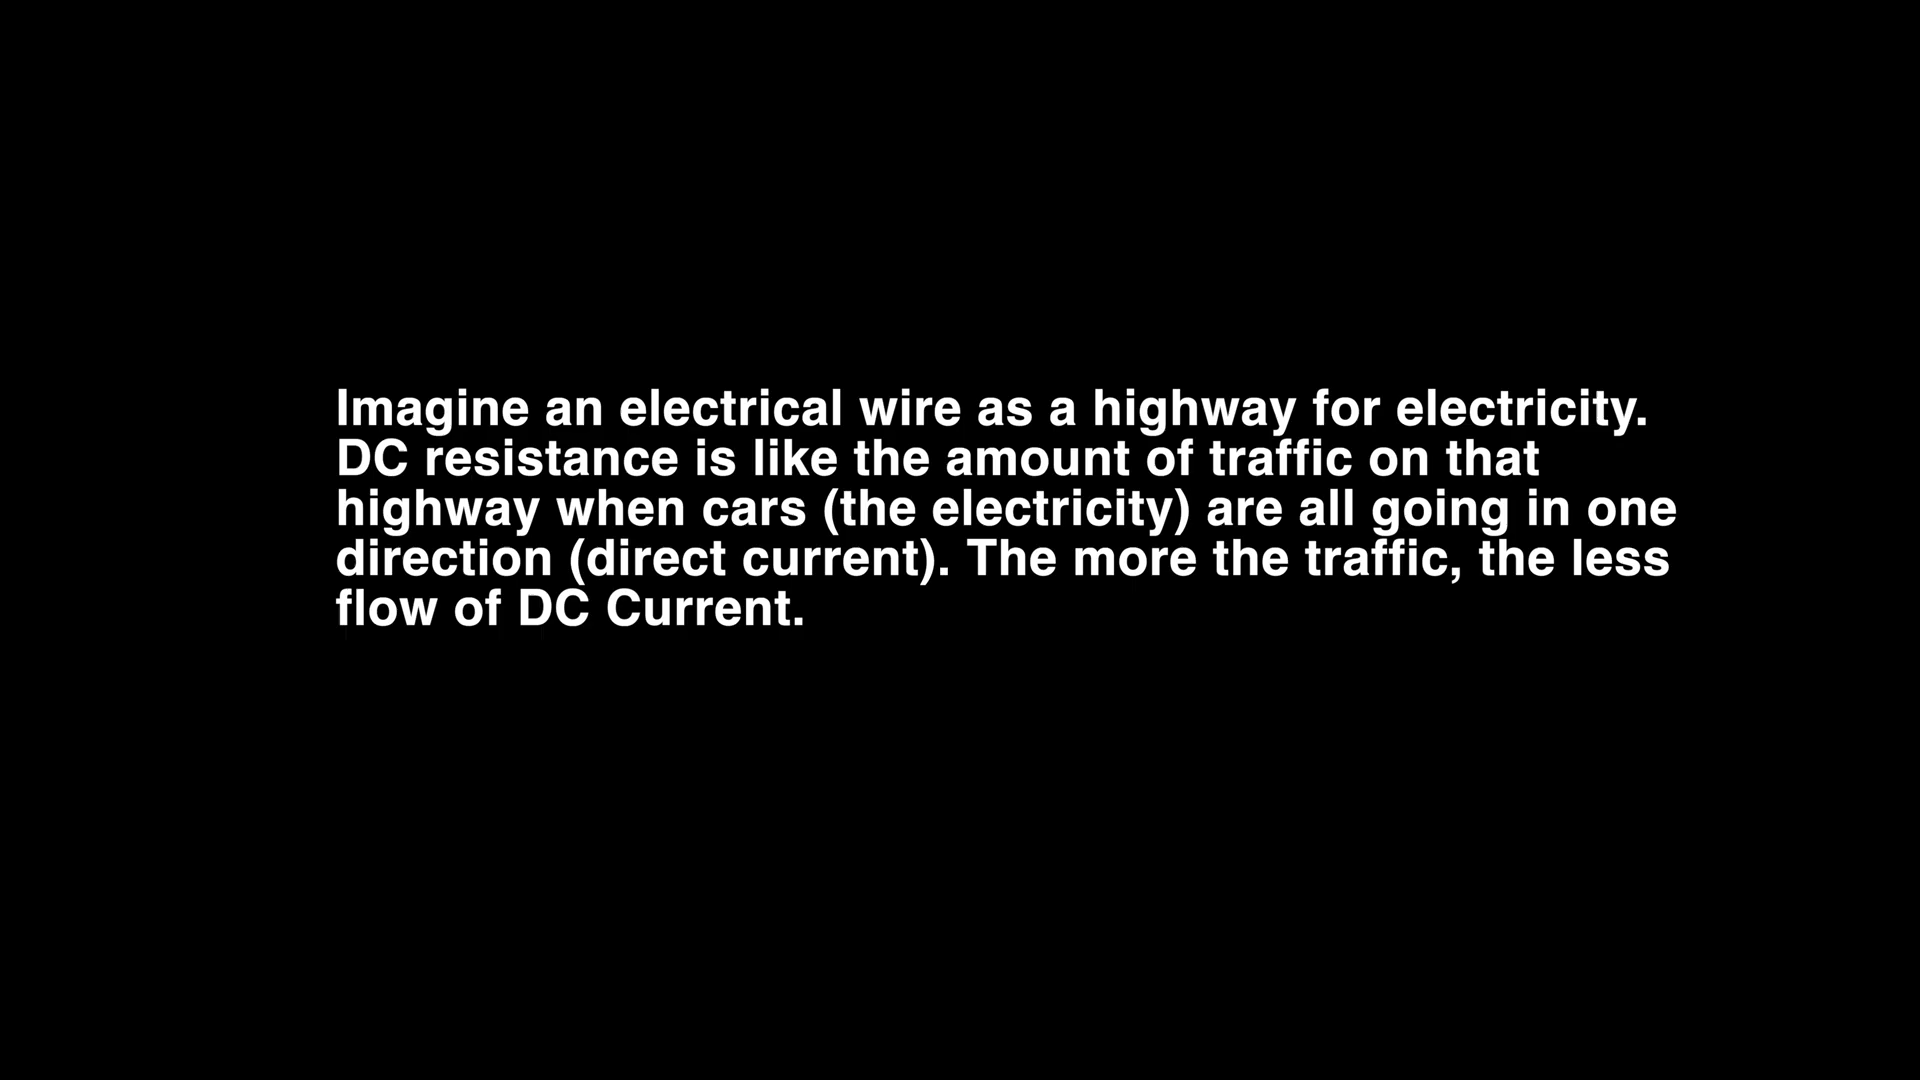 Imagine an electrical wire as a highway for electricity.
DC resistance is like the amount of traffic on that
highway when cars (the electricity) are all going in one
direction (direct current). The more the traffic, the less
flow of DC Current.